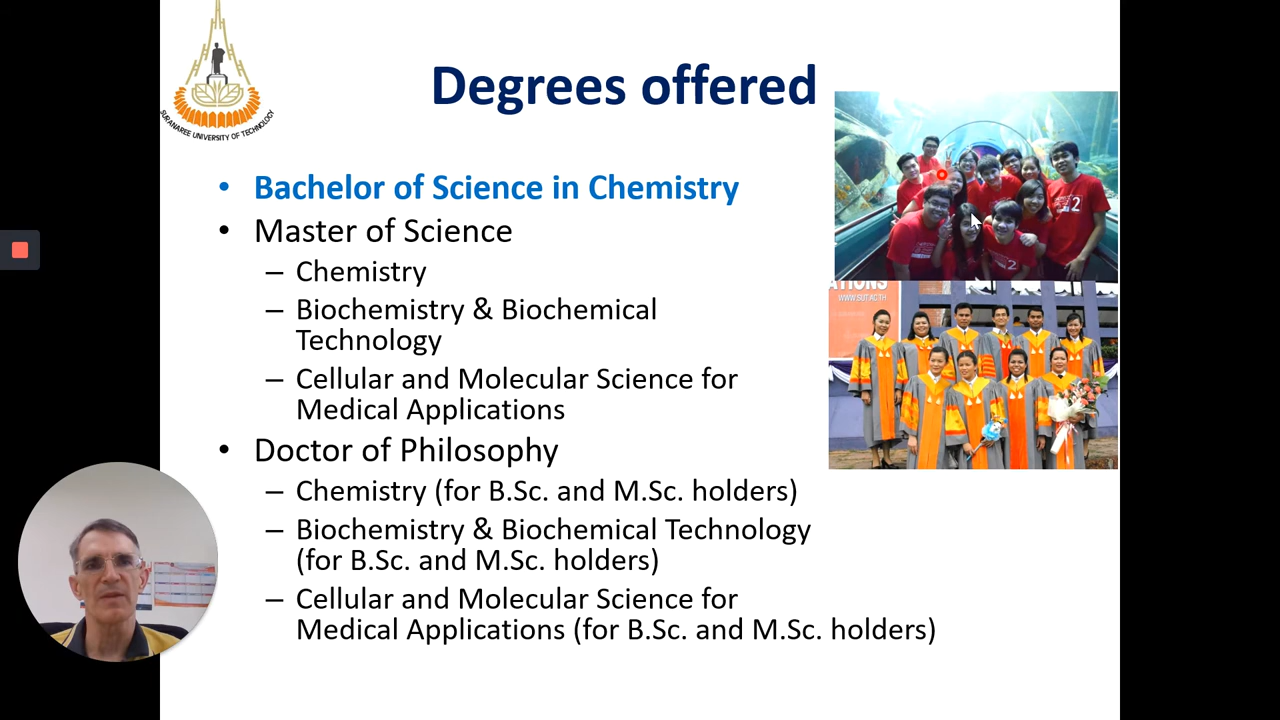 SURANAREE UNIVERSITY OF TECHNOLOGY
Degrees offered
• Bachelor of Science in Chemistry
• Master of Science
– Chemistry
– Biochemistry & Biochemical
Technology
– Cellular and Molecular Science for
Medical Applications
• Doctor of Philosophy
– Chemistry (for B.Sc. and M.Sc. holders)
– Biochemistry & Biochemical Technology
(for B.Sc. and M.Sc. holders)
– Cellular and Molecular Science for
Medical Applications (for B.Sc. and M.Sc. holders)
2
2
ATIONS
WWW.SUT.AC.TH